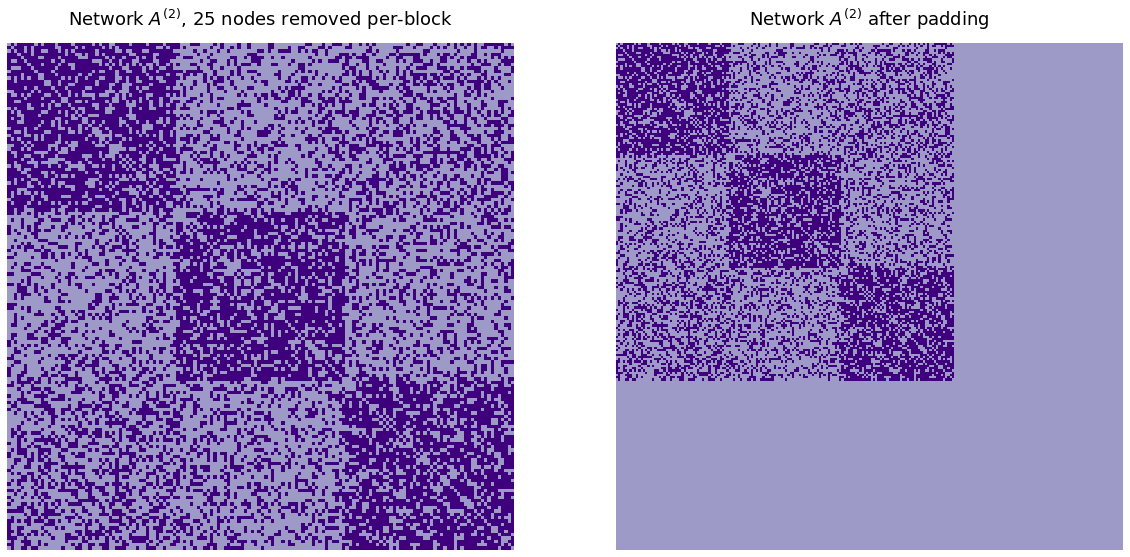 Network $A^{(2)}$, 25 nodes removed per-block
Network $A^{(2)}$ after padding